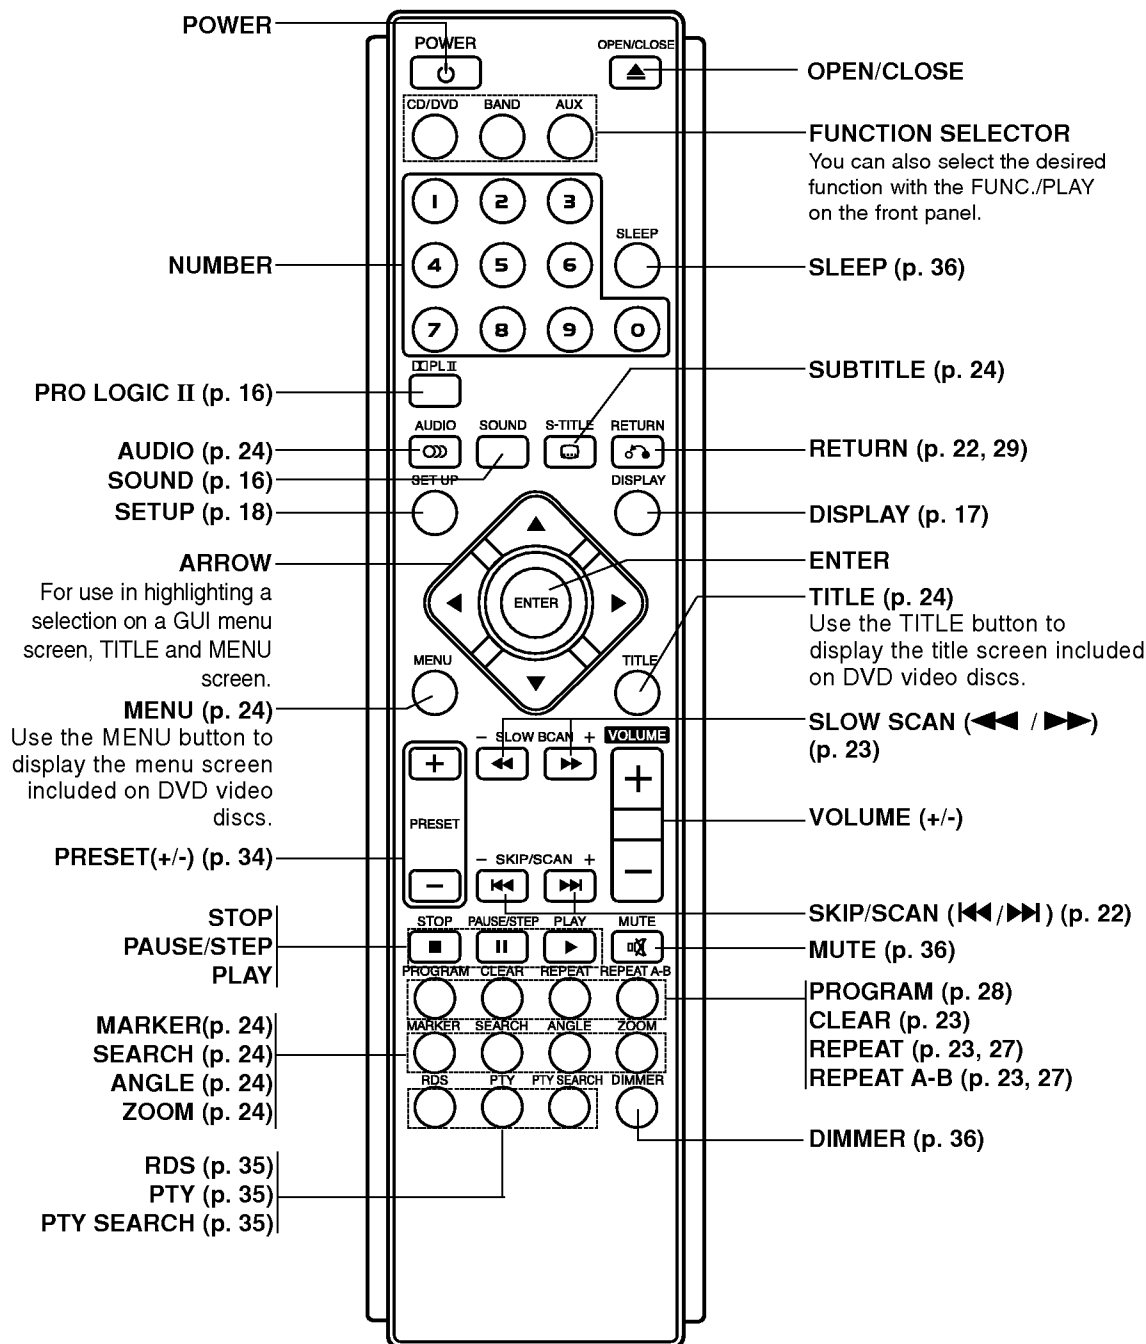 POWER
POWER
OPEN/CLOSE
OPEN/CLOSE
CD/DVD BAND AUX
FUNCTION SELECTOR
You can also select the desired
function with the FUNC./PLAY
on the front panel.
1 2 3
SLEEP
NUMBER
4 5 6
SLEEP (p. 36)
7 8 9 0
PL II
SUBTITLE (p. 24)
PRO LOGIC II (p. 16)
AUDIO SOUND S-TITLE RETURN
AUDIO (p. 24)
RETURN (p. 22, 29)
SOUND (p. 16)
SET UP DISPLAY
SETUP (p. 18)
DISPLAY (p. 17)
ARROW
For use in highlighting a
selection on a GUI menu
screen, TITLE and MENU
screen.
ENTER
ENTER
TITLE (p. 24)
Use the TITLE button to
display the title screen included
on DVD video discs.
MENU TITLE
MENU (p. 24)
Use the MENU button to
display the menu screen
included on DVD video
discs.
SLOW SCAN (◀◀ / ▶▶)
(p. 23)
- SLOW BCAN + VOLUME
+ ◀◀ ▶▶ +
PRESET
VOLUME (+/-)
PRESET(+/-) (p. 34)
- SKIP/SCAN +
− |◀◀ ▶▶| −
SKIP/SCAN (|◀◀/▶▶|) (p. 22)
STOP
PAUSE/STEP
PLAY
STOP PAUSE/STEP PLAY MUTE
MUTE (p. 36)
PROGRAM CLEAR REPEAT REPEAT A-B
PROGRAM (p. 28)
CLEAR (p. 23)
REPEAT (p. 23, 27)
REPEAT A-B (p. 23, 27)
MARKER SEARCH ANGLE ZOOM
MARKER(p. 24)
SEARCH (p. 24)
ANGLE (p. 24)
ZOOM (p. 24)
RDS PTY PTY SEARCH DIMMER
DIMMER (p. 36)
RDS (p. 35)
PTY (p. 35)
PTY SEARCH (p. 35)